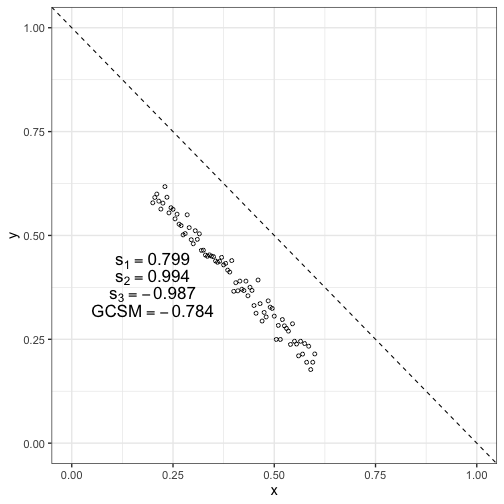 1.00
0.75
0.50
0.25
0.00
y
s₁ = 0.799
s₂ = 0.994
s₃ = −0.987
GCSM = −0.784
0.00 0.25 0.50 0.75 1.00
x